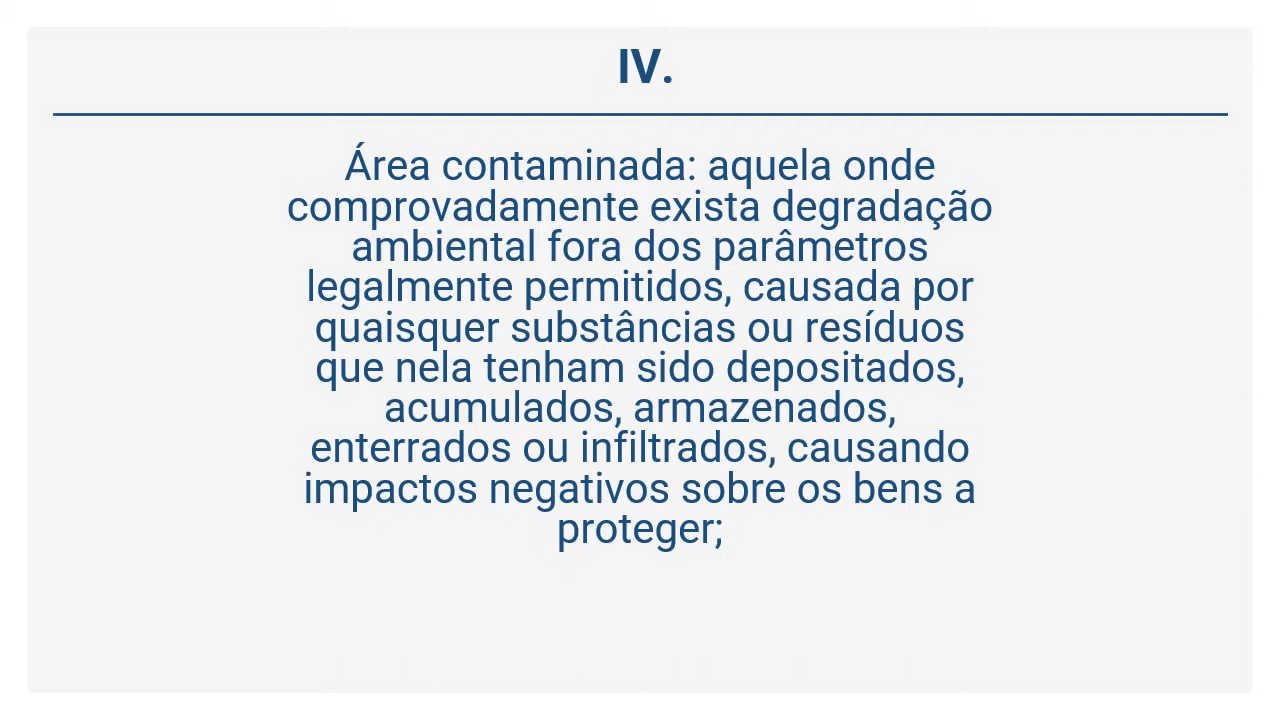 IV.
Área contaminada: aquela onde
comprovadamente exista degradação
ambiental fora dos parâmetros
legalmente permitidos, causada por
quaisquer substâncias ou resíduos
que nela tenham sido depositados,
acumulados, armazenados,
enterrados ou infiltrados, causando
impactos negativos sobre os bens a
proteger;